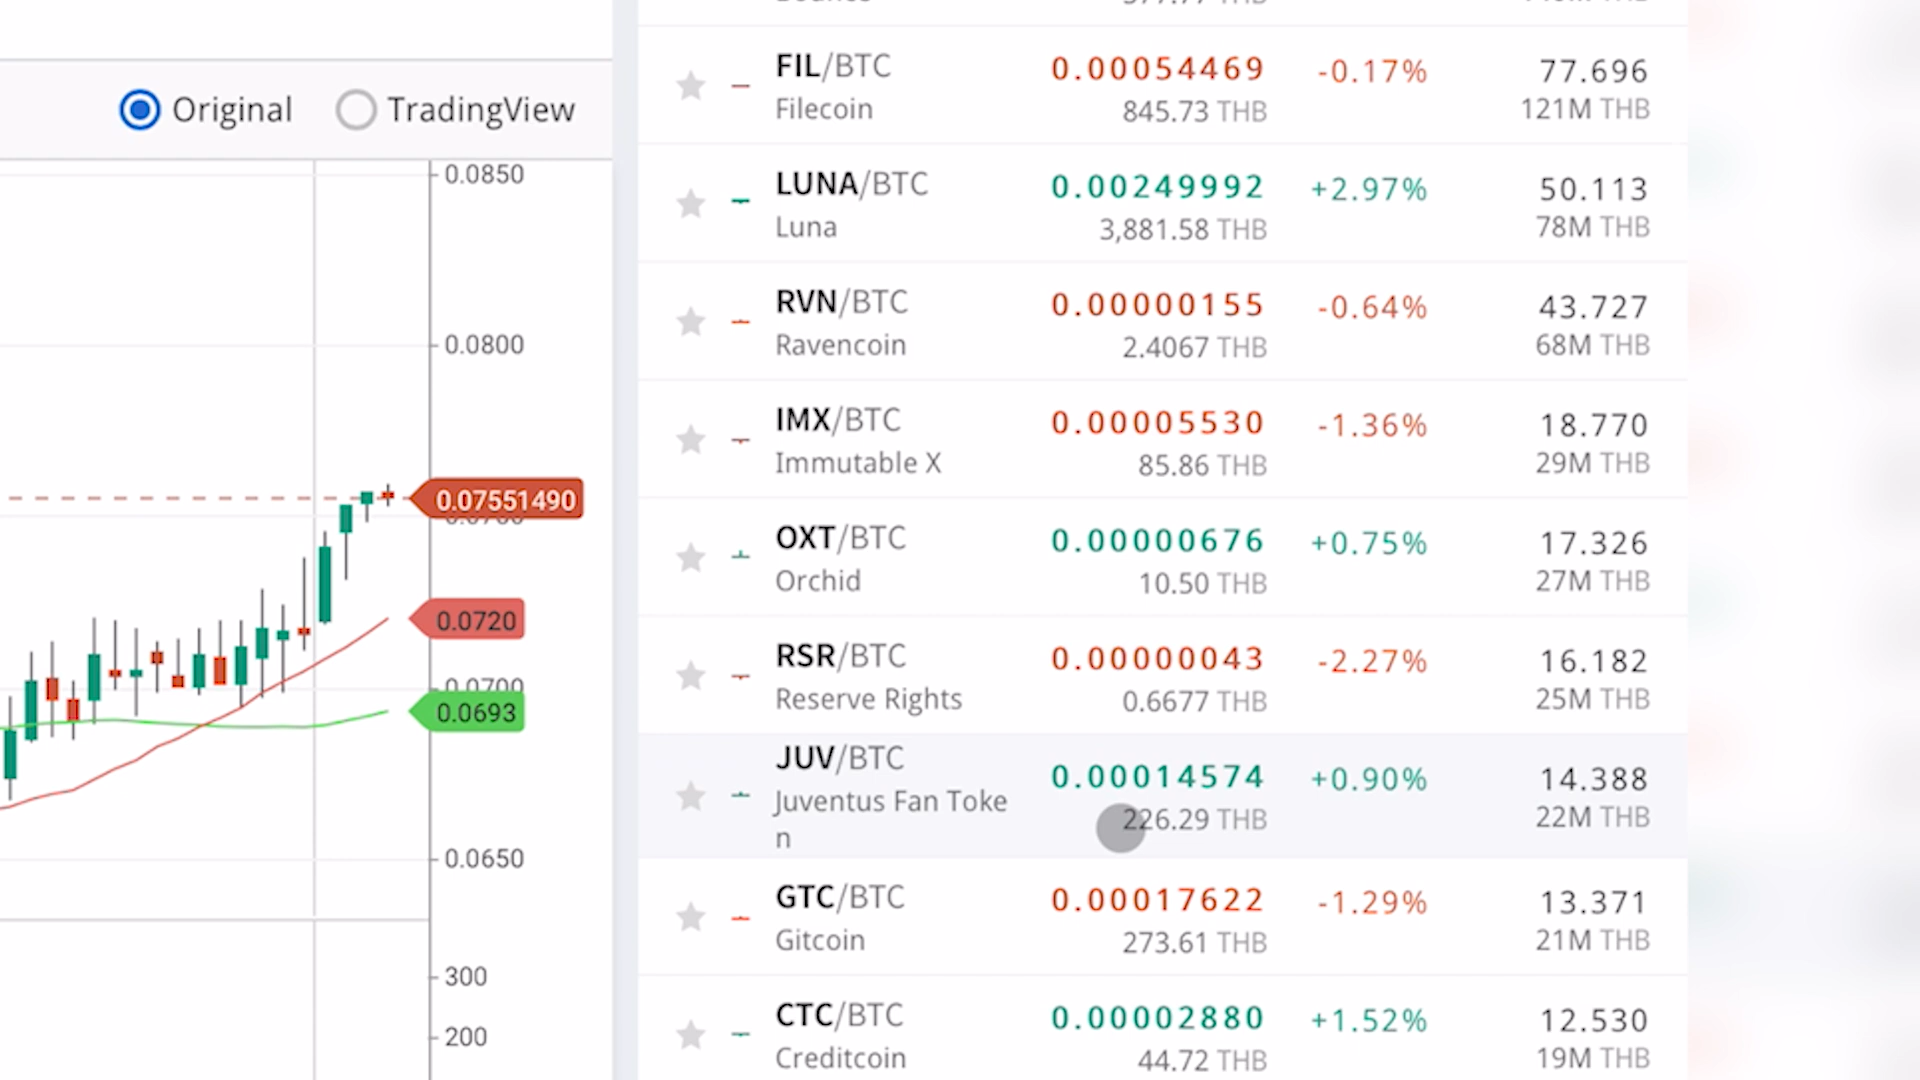 Original
TradingView
0.0850
0.0800
0.07551490
0.0720
0.0700
0.0693
0.0650
300
200
FIL/BTC 0.00054469 -0.17% 77.696
Filecoin 845.73 THB 121M THB
LUNA/BTC 0.00249992 +2.97% 50.113
Luna 3,881.58 THB 78M THB
RVN/BTC 0.00000155 -0.64% 43.727
Ravencoin 2.4067 THB 68M THB
IMX/BTC 0.00005530 -1.36% 18.770
Immutable X 85.86 THB 29M THB
OXT/BTC 0.00000676 +0.75% 17.326
Orchid 10.50 THB 27M THB
RSR/BTC 0.00000043 -2.27% 16.182
Reserve Rights 0.6677 THB 25M THB
JUV/BTC 0.00014574 +0.90% 14.388
Juventus Fan Toke 226.29 THB 22M THB
n
GTC/BTC 0.00017622 -1.29% 13.371
Gitcoin 273.61 THB 21M THB
CTC/BTC 0.00002880 +1.52% 12.530
Creditcoin 44.72 THB 19M THB